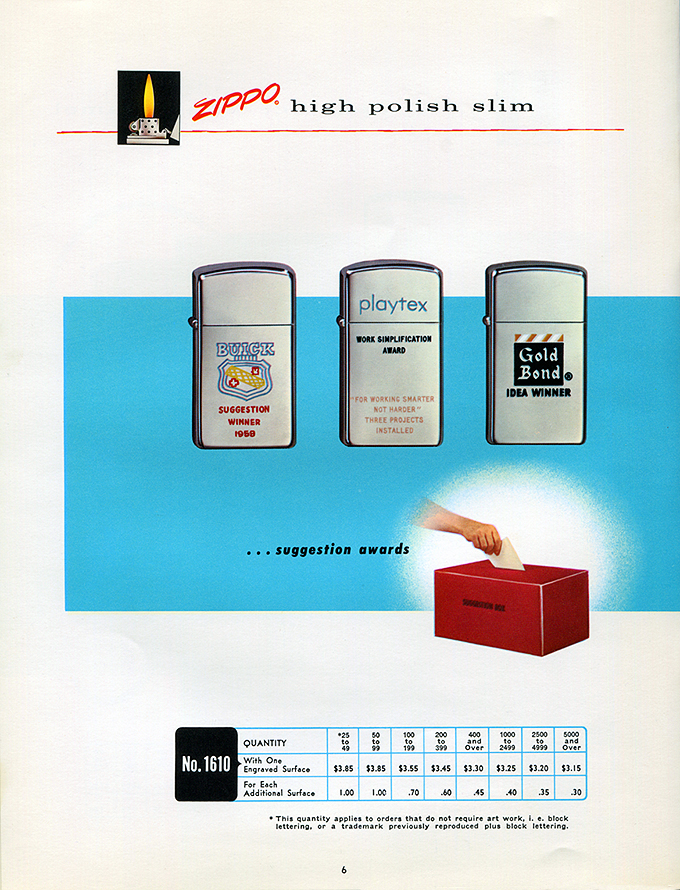 ZIPPO® high polish slim
BUICK
SUGGESTION
WINNER
1958
playtex
WORK SIMPLIFICATION
AWARD
"FOR WORKING SMARTER
NOT HARDER"
THREE PROJECTS
INSTALLED
Gold
Bond®
IDEA WINNER
... suggestion awards
SUGGESTION BOX
No. 1610
QUANTITY *25 to 49 50 to 99 100 to 199 200 to 399 400 and Over 1000 to 2499 2500 to 4999 5000 and Over
With One
Engraved Surface $3.85 $3.85 $3.55 $3.45 $3.30 $3.25 $3.20 $3.15
For Each
Additional Surface 1.00 1.00 .70 .60 .45 .40 .35 .30
* This quantity applies to orders that do not require art work, i. e. block
lettering, or a trademark previously reproduced plus block lettering.
6